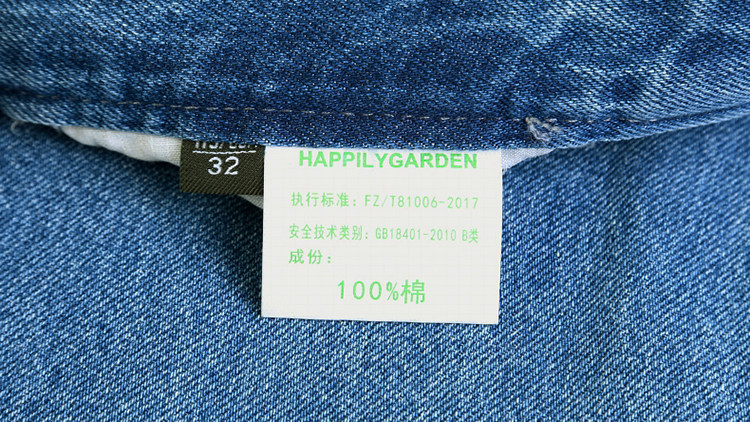 32
HAPPILYGARDEN
执行标准：FZ/T81006-2017
安全技术类别：GB18401-2010 B类
成份：
100%棉